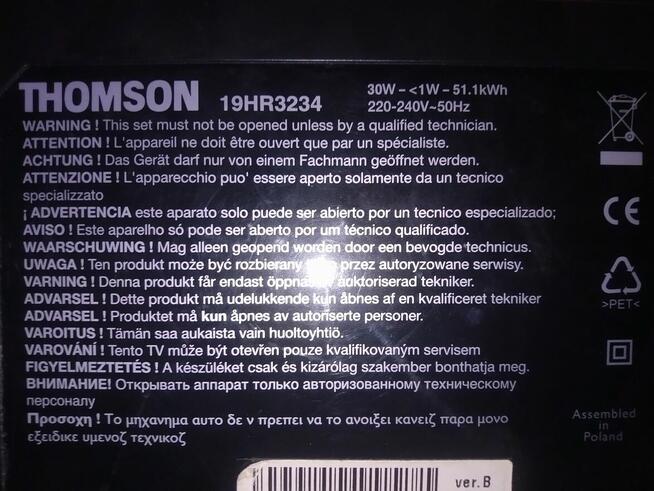 THOMSON 19HR3234
30W – <1W – 51.1kWh
220-240V~50Hz
WARNING ! This set must not be opened unless by a qualified technician.
ATTENTION ! L'appareil ne doit être ouvert que par un spécialiste.
ACHTUNG ! Das Gerät darf nur von einem Fachmann geöffnet werden.
ATTENZIONE ! L'apparecchio puo' essere aperto solamente da un tecnico
specializzato
¡ ADVERTENCIA este aparato solo puede ser abierto por un tecnico especializado;
AVISO ! Este aparelho só pode ser aberto por um técnico qualificado.
WAARSCHUWING ! Mag alleen geopend worden door een bevogde technicus.
UWAGA ! Ten produkt może być rozbierany przez autoryzowane serwisy.
VARNING ! Denna produkt får endast öppnas av auktoriserad tekniker.
ADVARSEL ! Dette produkt må udelukkende kun åbnes af en kvalificeret tekniker
ADVARSEL ! Produktet må kun åpnes av autoriserte personer.
VAROITUS ! Tämän saa aukaista vain huoltoyhtiö.
VAROVÁNÍ ! Tento TV může být otevřen pouze kvalifikovaným servisem
FIGYELMEZTETÉS ! A készüléket csak és kizárólag szakember bonthatja meg.
ВНИМАНИЕ! Открывать аппарат только авторизованному техническому
персоналу
Προσοχη ! Το μηχανημα αυτο δε ν πρεπει να το ανοιξει κανειζ παρα μονο
εξειδικε υμενοζ τεχνικοζ
CE
>PET<
Assembled
in
Poland
ver.B